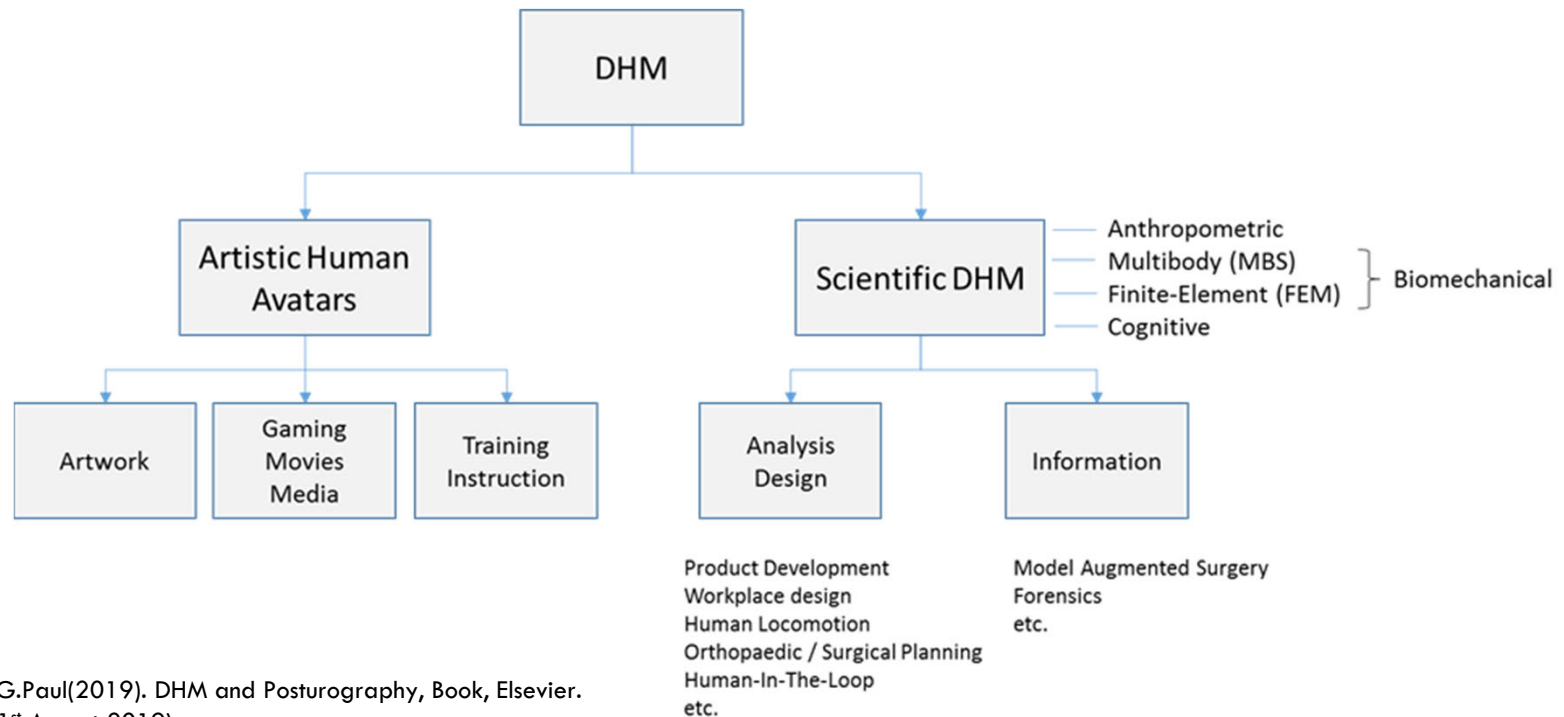 DHM
Artistic Human
Avatars
Scientific DHM
Anthropometric
Multibody (MBS)
Finite-Element (FEM)
Cognitive
Biomechanical
Artwork
Gaming
Movies
Media
Training
Instruction
Analysis
Design
Information
Product Development
Workplace design
Human Locomotion
Orthopaedic / Surgical Planning
Human-In-The-Loop
etc.
Model Augmented Surgery
Forensics
etc.
G.Paul(2019). DHM and Posturography, Book, Elsevier.